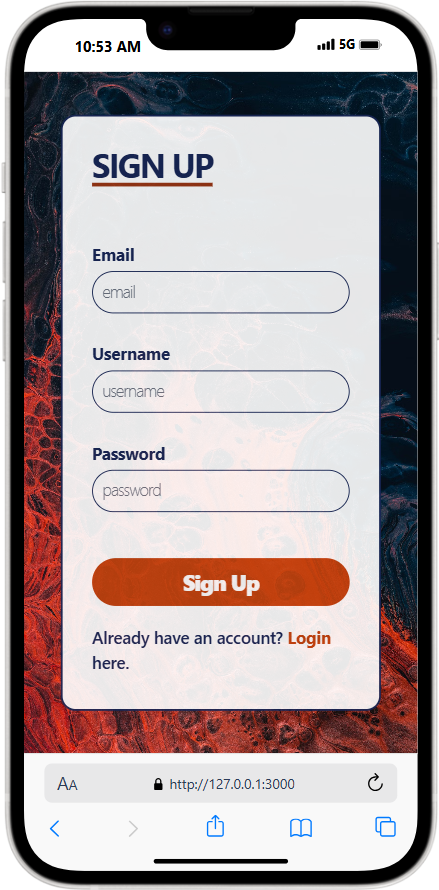 10:53 AM 5G
SIGN UP
Email
email
Username
username
Password
password
Sign Up
Already have an account? Login
here.
AA http://127.0.0.1:3000